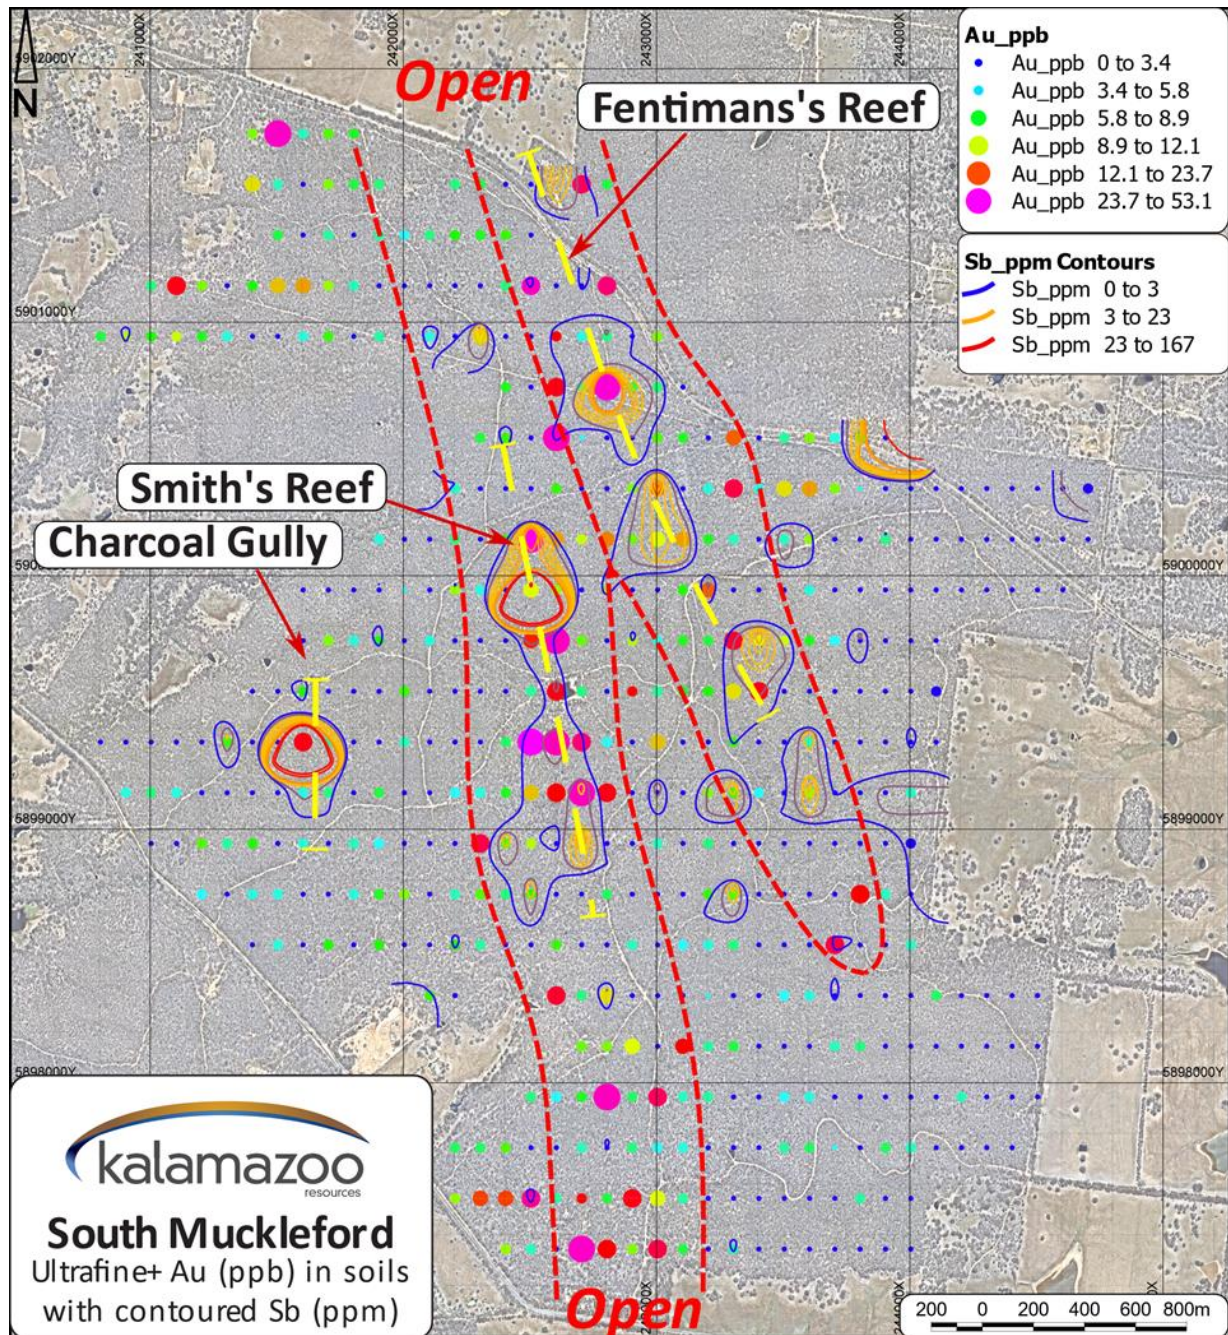 241000X
242000X
243000X
244000X
5902000Y
N
Open
Fentimans's Reef
Au_ppb
Au_ppb 0 to 3.4
Au_ppb 3.4 to 5.8
Au_ppb 5.8 to 8.9
Au_ppb 8.9 to 12.1
Au_ppb 12.1 to 23.7
Au_ppb 23.7 to 53.1
Sb_ppm Contours
Sb_ppm 0 to 3
Sb_ppm 3 to 23
Sb_ppm 23 to 167
5901000Y
Smith's Reef
Charcoal Gully
5900000Y
5899000Y
5899000Y
5898000Y
5898000Y
kalamazoo
resources
South Muckleford
Ultrafine+ Au (ppb) in soils
with contoured Sb (ppm)
Open
200 0 200 400 600 800m